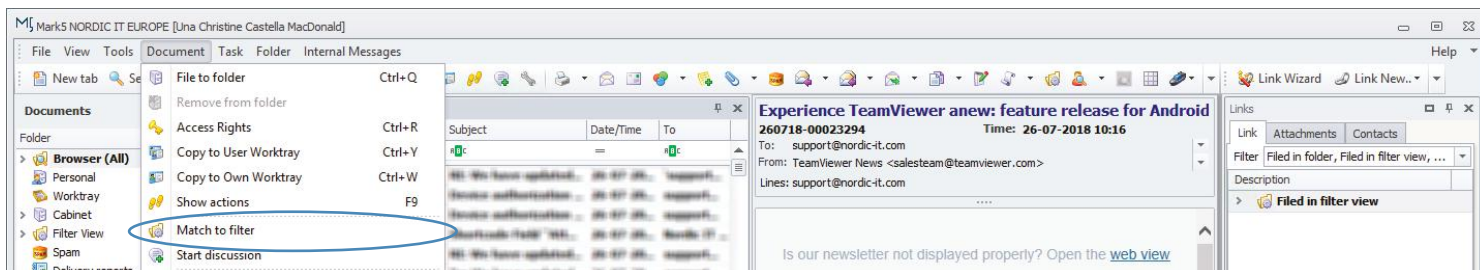 Mark5 NORDIC IT EUROPE [Una Christine Castella MacDonald]
File View Tools Document Task Folder Internal Messages Help
New tab Se Link Wizard Link New..
Documents
Folder
Browser (All)
Personal
Worktray
Cabinet
Filter View
Spam
Delivery reports
File to folder Ctrl+Q
Remove from folder
Access Rights Ctrl+R
Copy to User Worktray Ctrl+Y
Copy to Own Worktray Ctrl+W
Show actions F9
Match to filter
Start discussion
Subject Date/Time To
Experience TeamViewer anew: feature release for Android
260718-00023294 Time: 26-07-2018 10:16
To: support@nordic-it.com
From: TeamViewer News <salesteam@teamviewer.com>
Lines: support@nordic-it.com
Is our newsletter not displayed properly? Open the web view
Links
Link Attachments Contacts
Filter Filed in folder, Filed in filter view, ...
Description
Filed in filter view